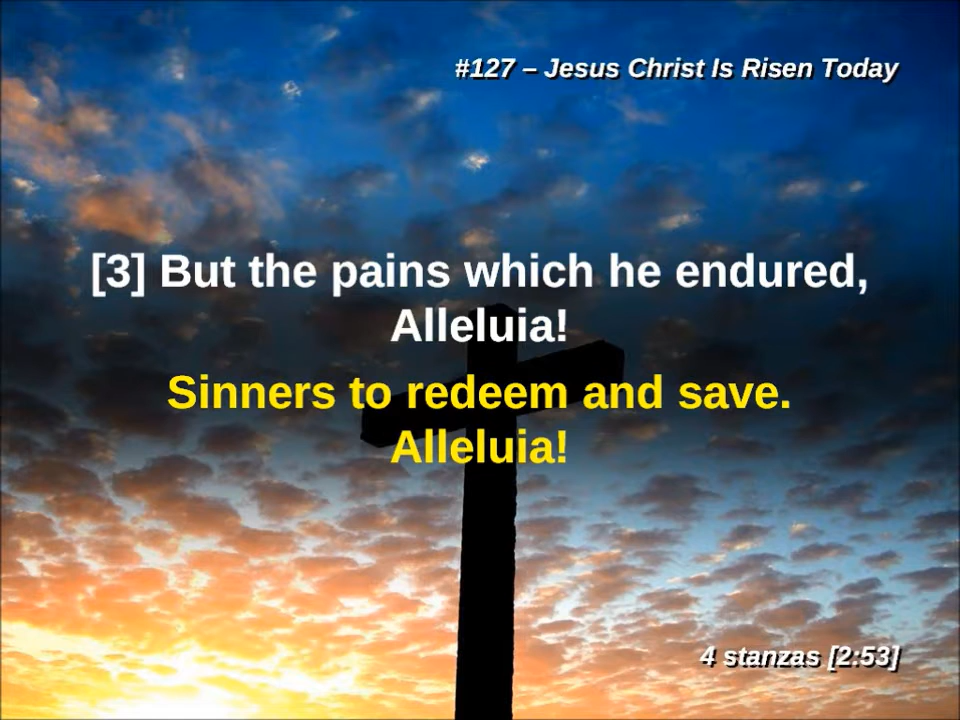 #127 – Jesus Christ Is Risen Today
[3] But the pains which he endured,
Alleluia!
Sinners to redeem and save.
Alleluia!
4 stanzas [2:53]